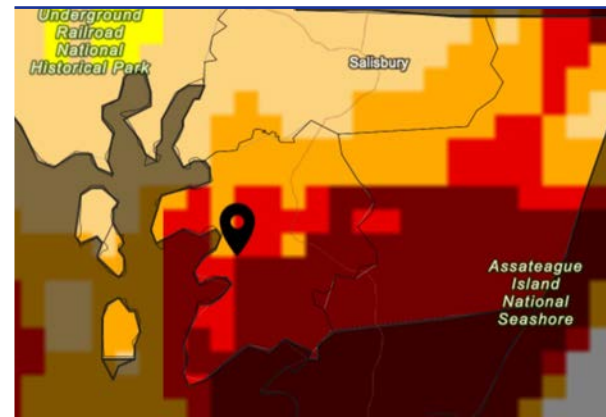 Underground
Railroad
National
Historical Park
Salisbury
Assateague
Island
National
Seashore